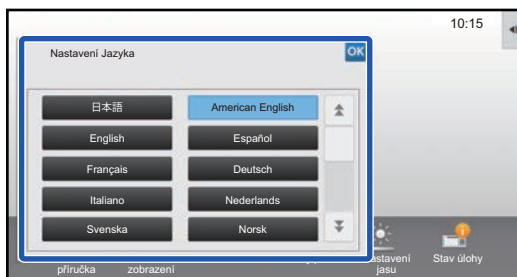 10:15
Nastavení Jazyka
OK
日本語
American English
English
Español
Français
Deutsch
Italiano
Nederlands
Svenska
Norsk
příručka
zobrazení
jasu
Stav úlohy